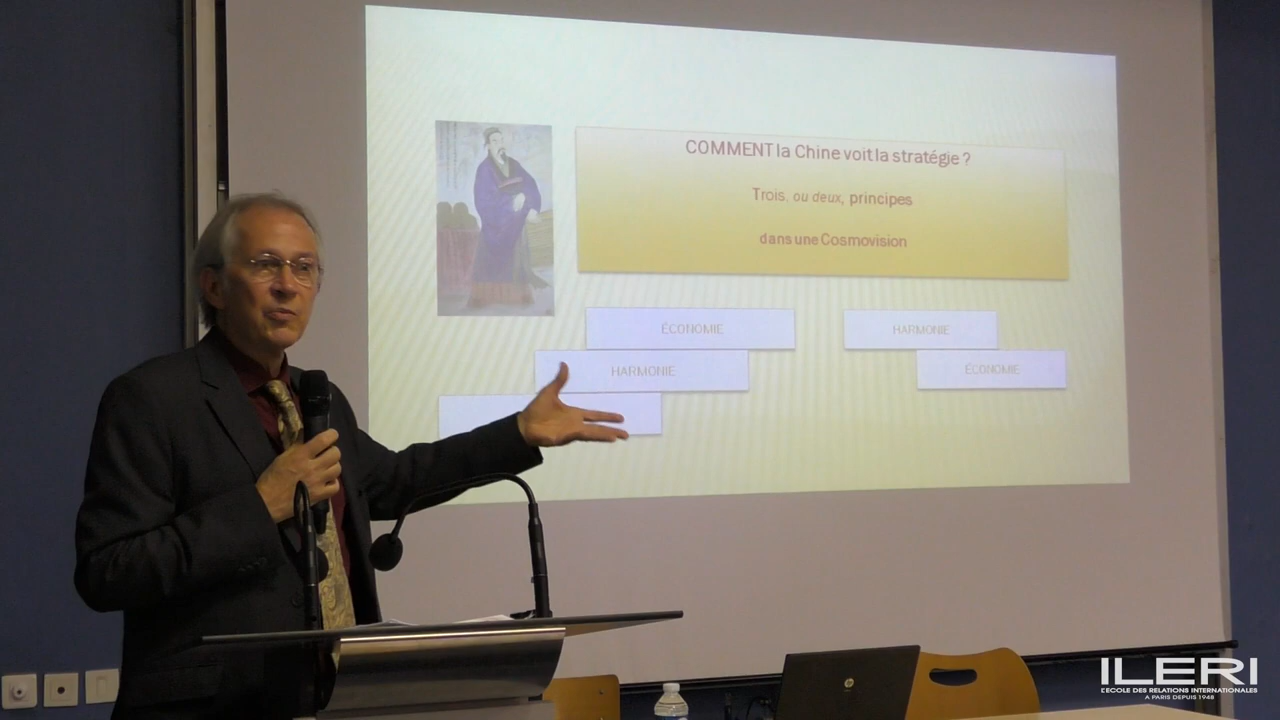 COMMENT la Chine voit la stratégie ?
Trois, ou deux, principes
dans une Cosmovision
ÉCONOMIE
HARMONIE
HARMONIE
ÉCONOMIE
hp
ILERI
L'ECOLE DES RELATIONS INTERNATIONALES
A PARIS DEPUIS 1948